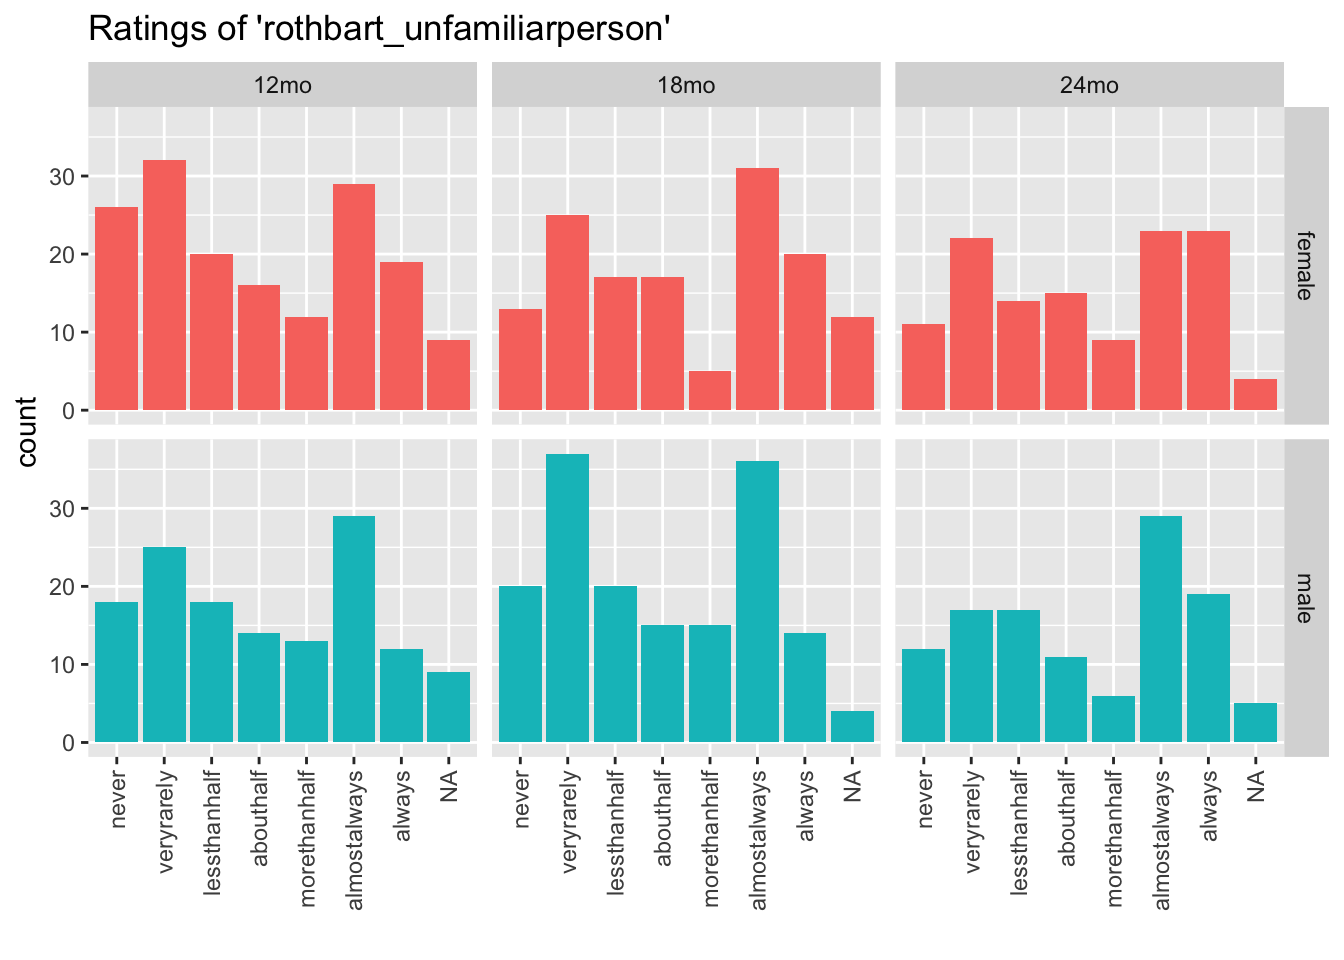 Ratings of 'rothbart_unfamiliarperson'
12mo
18mo
24mo
30
20
10
0
female
count
30
20
10
0
male
never
veryrarely
lessthanhalf
abouthalf
morethanhalf
almostalways
always
NA
never
veryrarely
lessthanhalf
abouthalf
morethanhalf
almostalways
always
NA
never
veryrarely
lessthanhalf
abouthalf
morethanhalf
almostalways
always
NA